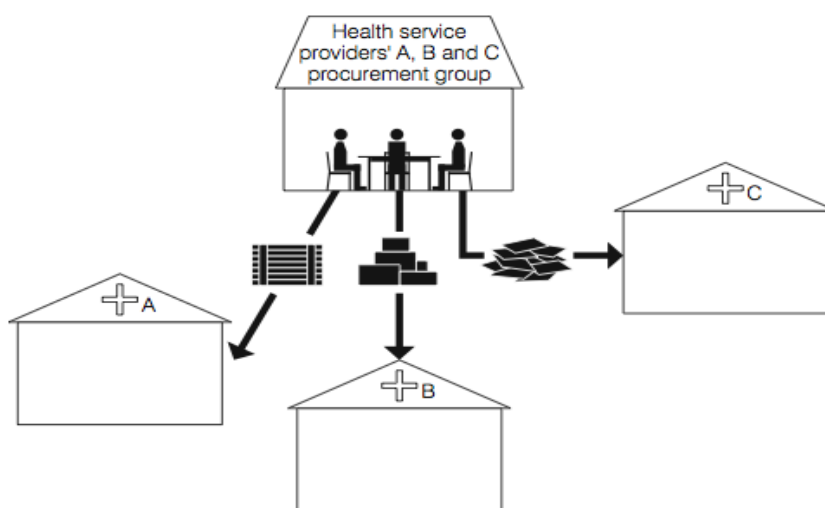 Health service
providers' A, B and C
procurement group
C
A
B